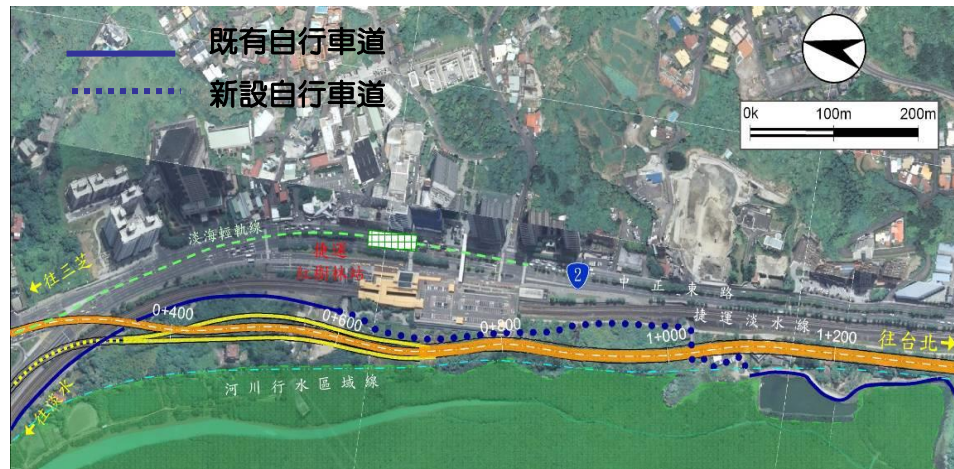 既有自行車道
新設自行車道
0k 100m 200m
淡海輕軌線
捷運
紅樹林站
往三芝
2
中正東路
捷運淡水線
0+400
0+600
0+800
1+000
1+200
往台北
往淡水
河川行水區域線